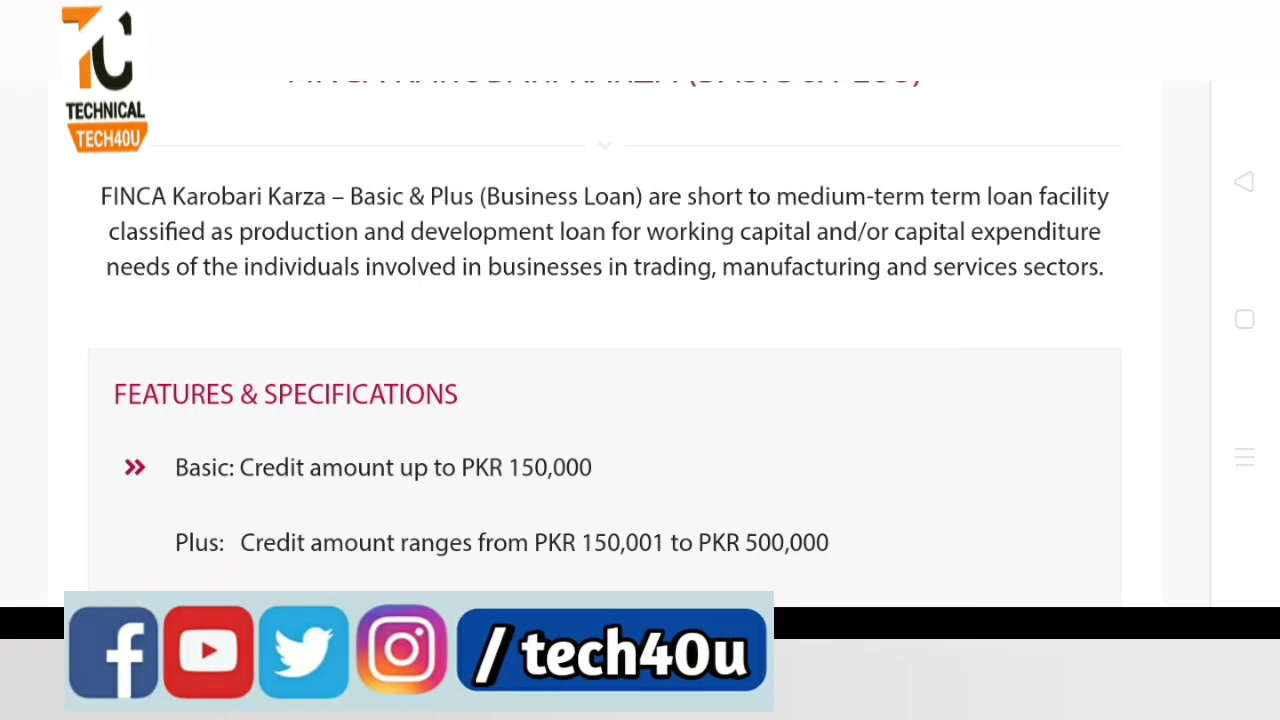 TECHNICAL
TECH40U
FINCA Karobari Karza – Basic & Plus (Business Loan) are short to medium-term term loan facility
classified as production and development loan for working capital and/or capital expenditure
needs of the individuals involved in businesses in trading, manufacturing and services sectors.
FEATURES & SPECIFICATIONS
Basic: Credit amount up to PKR 150,000
Plus: Credit amount ranges from PKR 150,001 to PKR 500,000
/tech40u